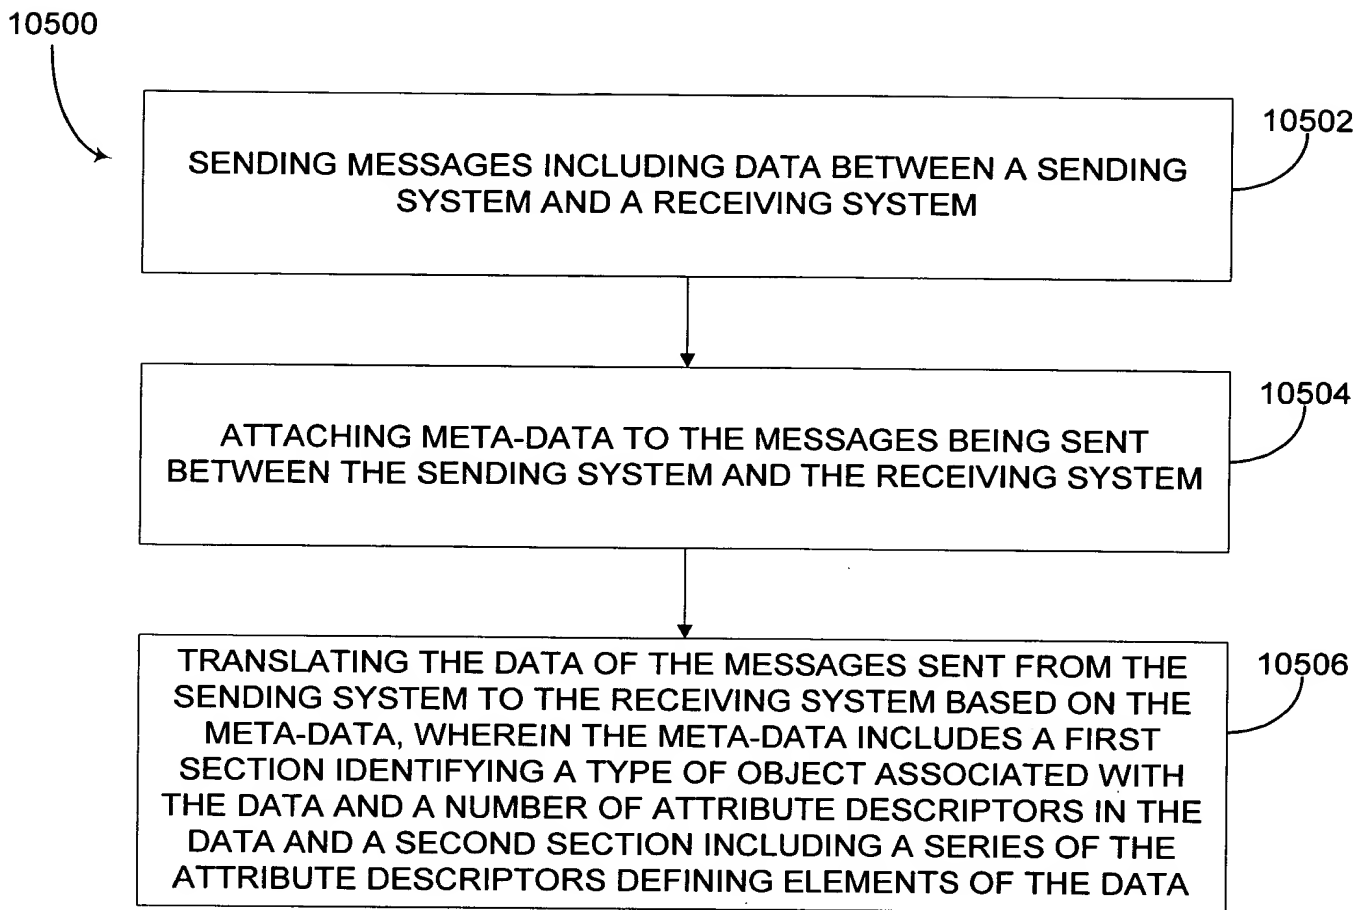 10500
10502
SENDING MESSAGES INCLUDING DATA BETWEEN A SENDING
SYSTEM AND A RECEIVING SYSTEM
10504
ATTACHING META-DATA TO THE MESSAGES BEING SENT
BETWEEN THE SENDING SYSTEM AND THE RECEIVING SYSTEM
10506
TRANSLATING THE DATA OF THE MESSAGES SENT FROM THE
SENDING SYSTEM TO THE RECEIVING SYSTEM BASED ON THE
META-DATA, WHEREIN THE META-DATA INCLUDES A FIRST
SECTION IDENTIFYING A TYPE OF OBJECT ASSOCIATED WITH
THE DATA AND A NUMBER OF ATTRIBUTE DESCRIPTORS IN THE
DATA AND A SECOND SECTION INCLUDING A SERIES OF THE
ATTRIBUTE DESCRIPTORS DEFINING ELEMENTS OF THE DATA